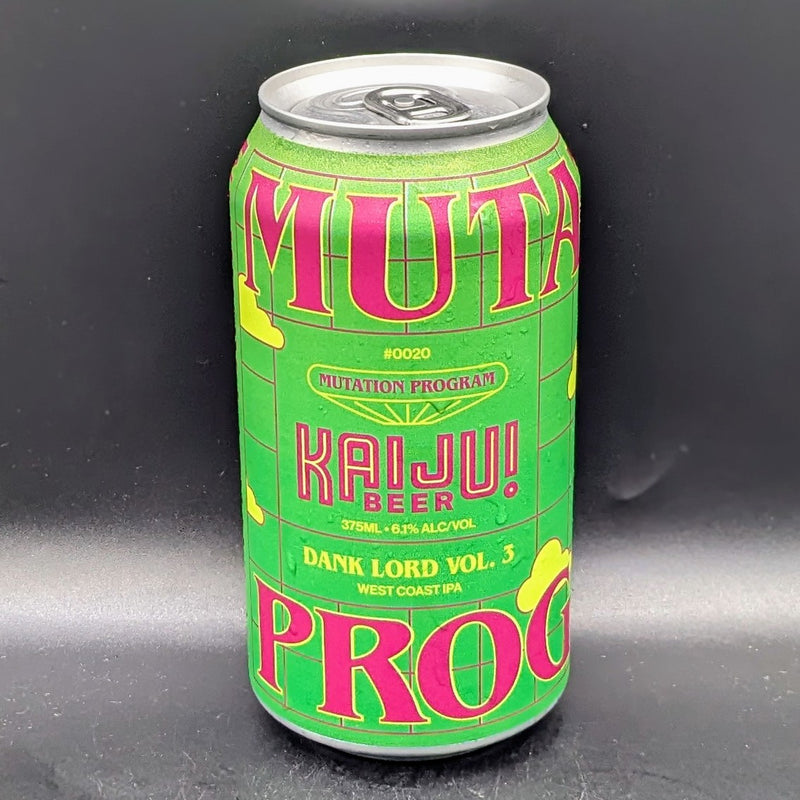 MUTA
#0020
MUTATION PROGRAM
KAIJU!
BEER
375ML • 6.1% ALC/VOL
DANK LORD VOL. 3
WEST COAST IPA
PROG